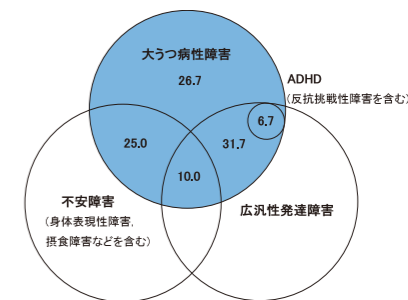 大うつ病性障害
26.7
ADHD
(反抗挑戦性障害を含む)
6.7
25.0
31.7
10.0
不安障害
(身体表現性障害,
摂食障害などを含む)
広汎性発達障害